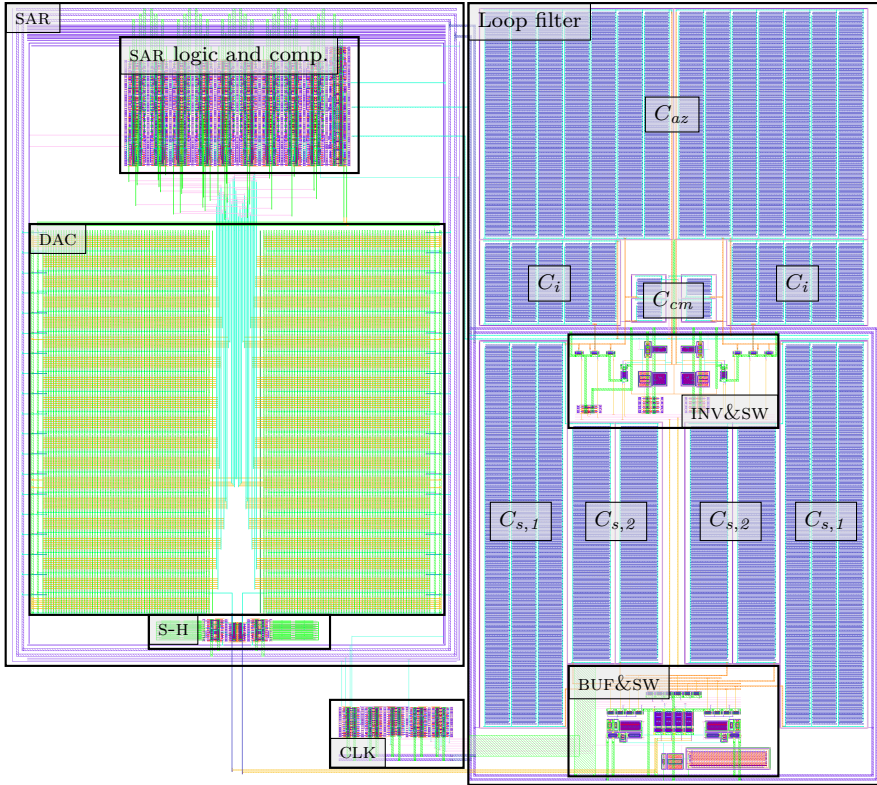 SAR
Loop filter
SAR logic and comp.
C_az
DAC
C_i
C_cm
C_i
INV&SW
C_s,1
C_s,2
C_s,2
C_s,1
S-H
BUF&SW
CLK